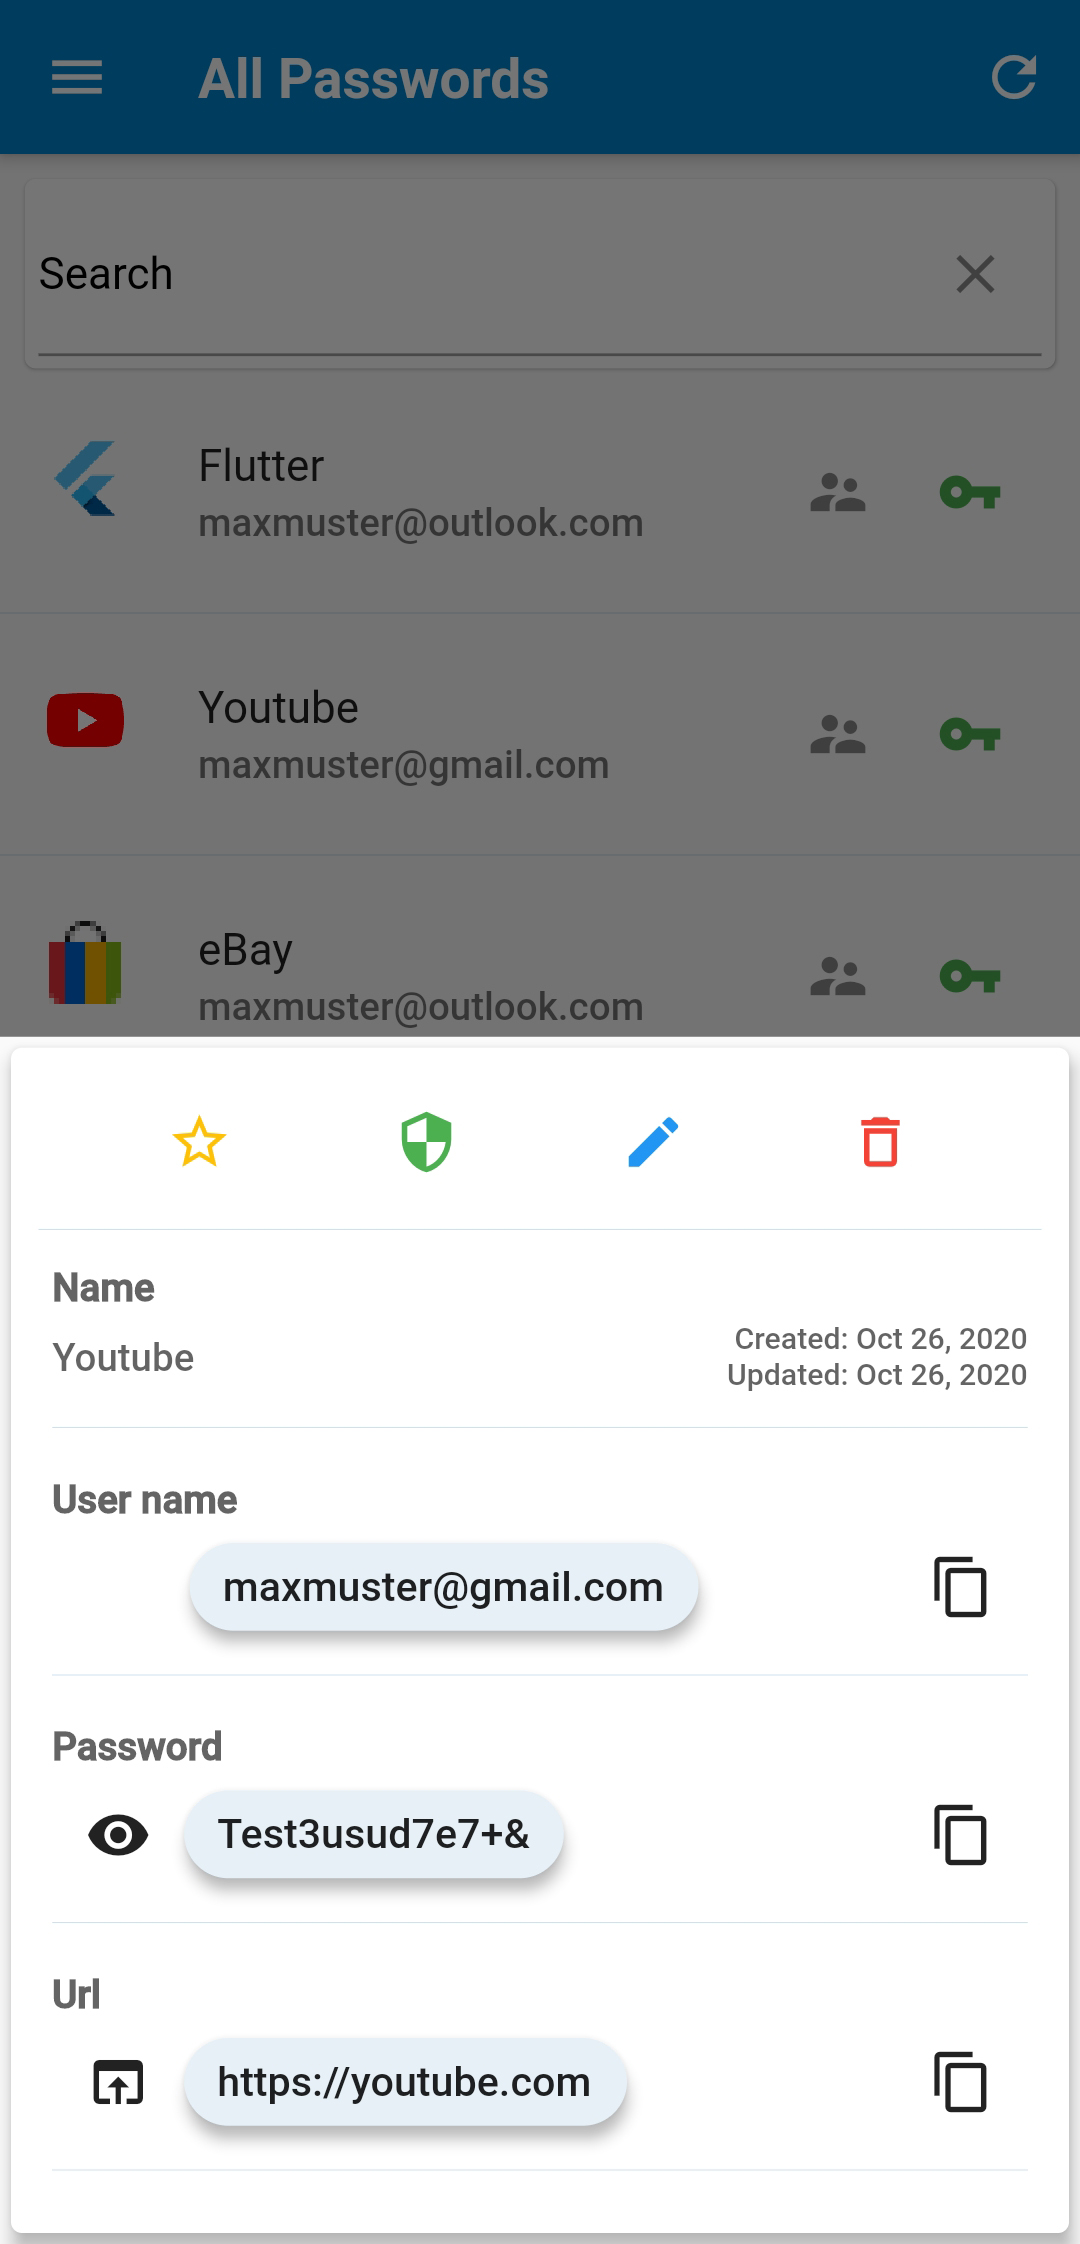 All Passwords
Search
Flutter
maxmuster@outlook.com
Youtube
maxmuster@gmail.com
eBay
maxmuster@outlook.com
Name
Youtube
Created: Oct 26, 2020
Updated: Oct 26, 2020
User name
maxmuster@gmail.com
Password
Test3usud7e7+&
Url
https://youtube.com